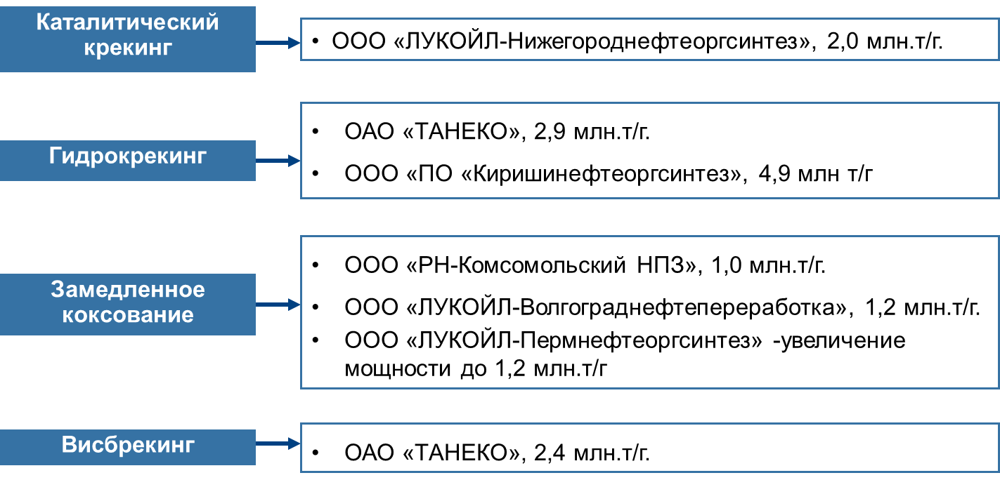 Каталитический
крекинг
• ООО «ЛУКОЙЛ-Нижегороднефтеоргсинтез», 2,0 млн.т/г.
Гидрокрекинг
• ОАО «ТАНЕКО», 2,9 млн.т/г.
• ООО «ПО «Киришинефтеоргсинтез», 4,9 млн т/г
Замедленное
коксование
• ООО «РН-Комсомольский НПЗ», 1,0 млн.т/г.
• ООО «ЛУКОЙЛ-Волгограднефтепереработка», 1,2 млн.т/г.
• ООО «ЛУКОЙЛ-Пермнефтеоргсинтез» -увеличение
мощности до 1,2 млн.т/г
Висбрекинг
• ОАО «ТАНЕКО», 2,4 млн.т/г.